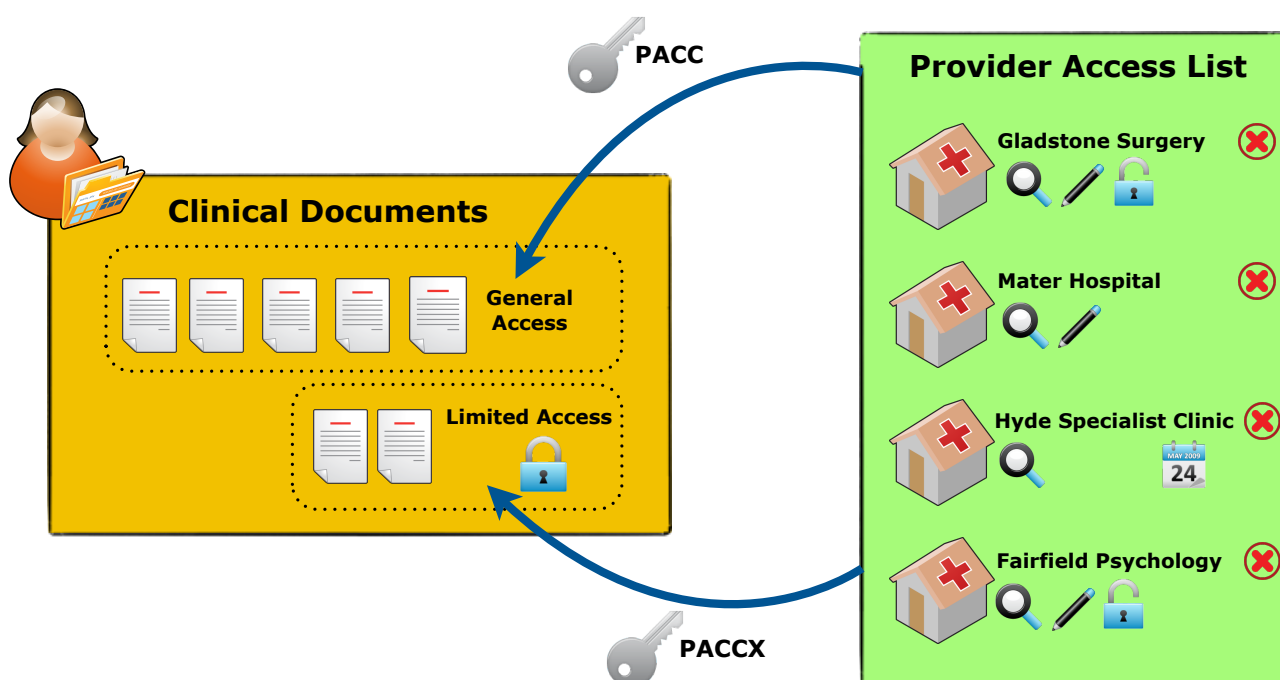 PACC
Provider Access List
Gladstone Surgery
Clinical Documents
General
Access
Mater Hospital
Limited Access
Hyde Specialist Clinic
MAY 2009
24
Fairfield Psychology
PACCX